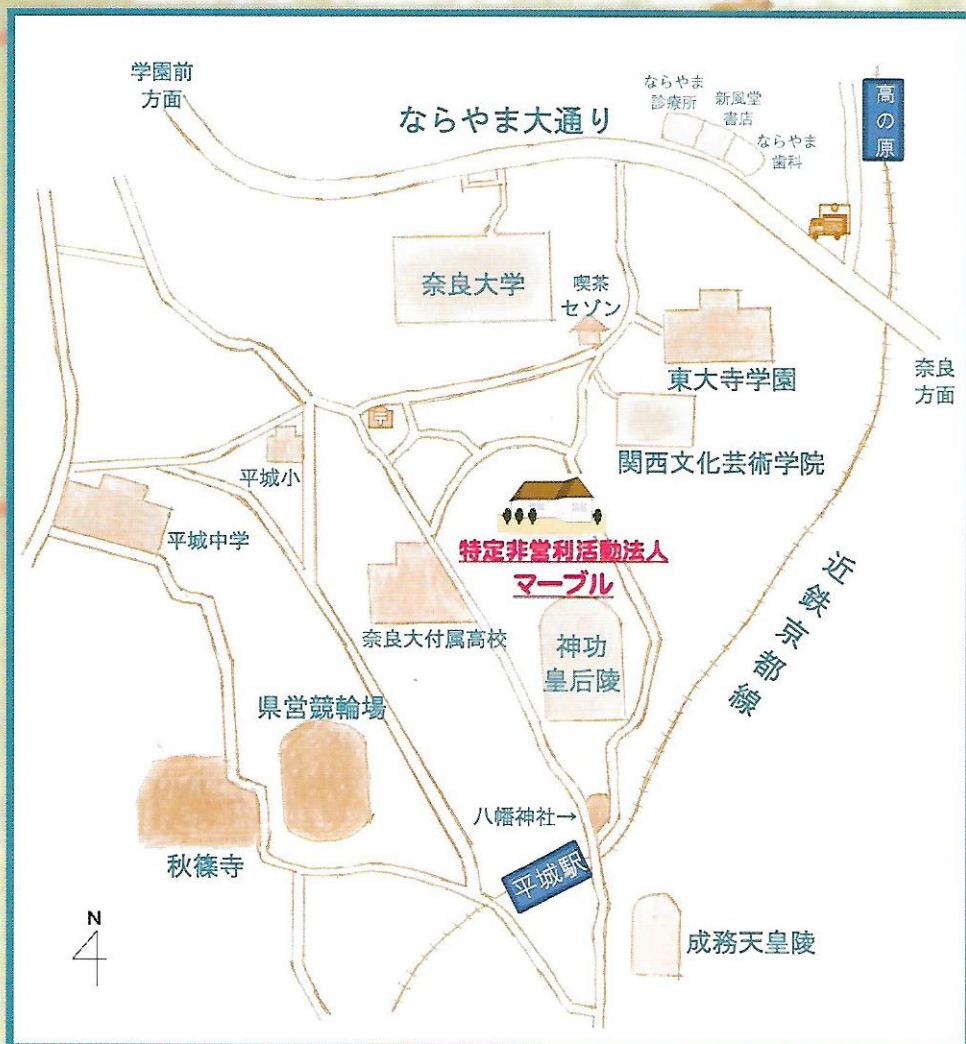 学園前
方面
ならやま大通り
ならやま
診療所
新風堂
書店
ならやま
歯科
高の原
奈良大学
喫茶
セゾン
東大寺学園
奈良
方面
関西文化芸術学院
〒
平城小
平城中学
特定非営利活動法人
マーブル
近鉄京都線
奈良大付属高校
神功
皇后陵
県営競輪場
八幡神社→
秋篠寺
平城駅
成務天皇陵
N